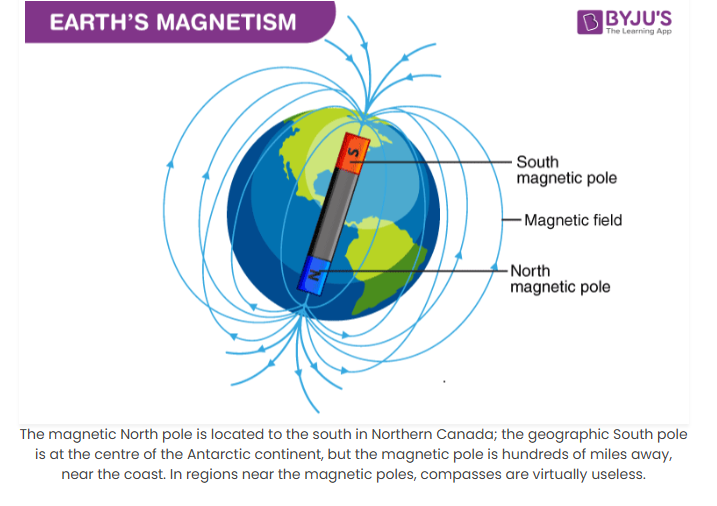 EARTH'S MAGNETISM
BYJU'S
The Learning App
S
South
magnetic pole
Magnetic field
N
North
magnetic pole
The magnetic North pole is located to the south in Northern Canada; the geographic South pole
is at the centre of the Antarctic continent, but the magnetic pole is hundreds of miles away,
near the coast. In regions near the magnetic poles, compasses are virtually useless.